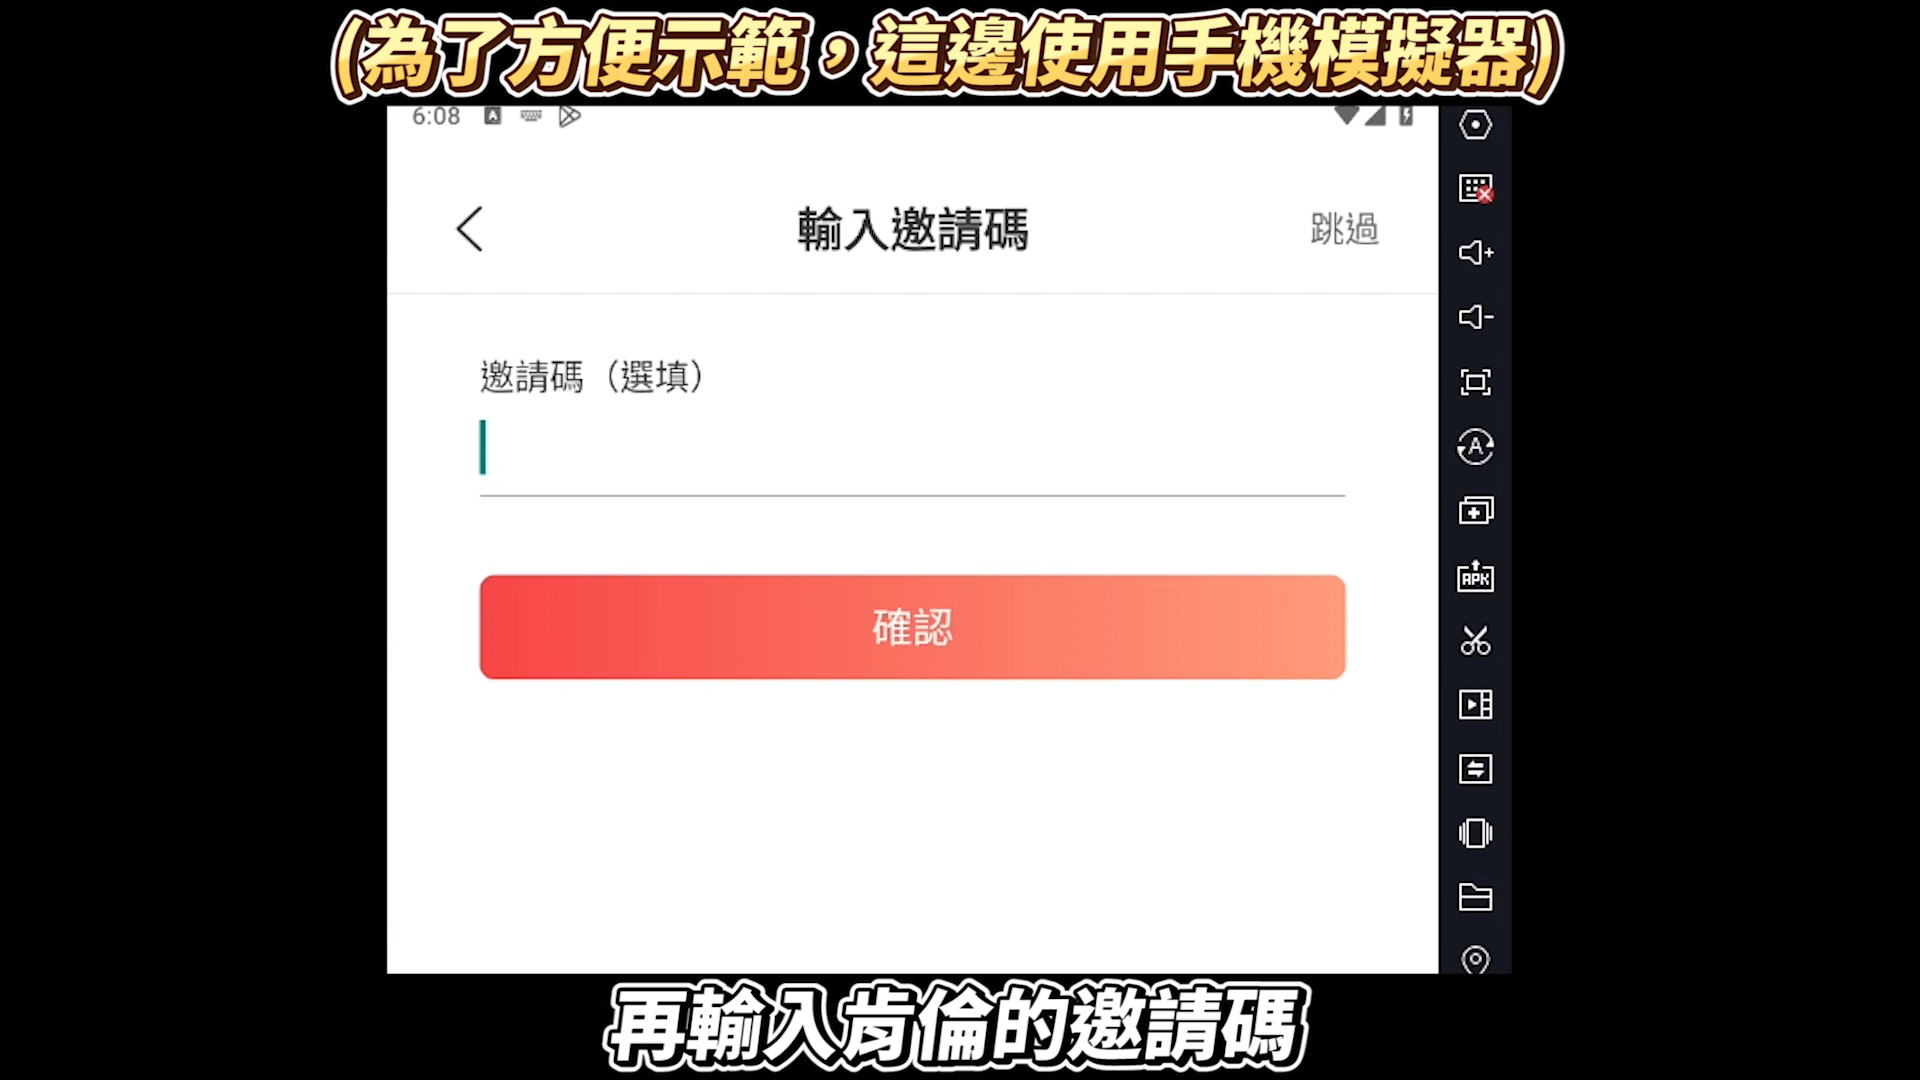 (為了方便示範，這邊使用手機模擬器)
6:08
輸入邀請碼
跳過
邀請碼（選填）
確認
APK
再輸入肯倫的邀請碼